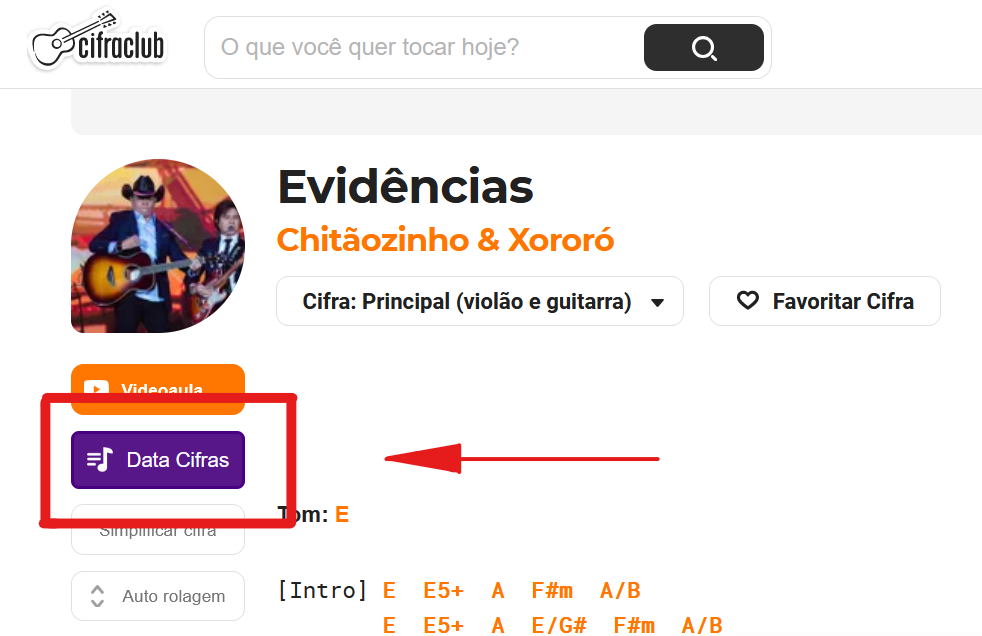 cifraclub
O que você quer tocar hoje?
Evidências
Chitãozinho & Xororó
Cifra: Principal (violão e guitarra)
Favoritar Cifra
Videoaula
Data Cifras
Simplificar cifra
Auto rolagem
Tom: E
[Intro] E E5+ A F#m A/B
E E5+ A E/G# F#m A/B